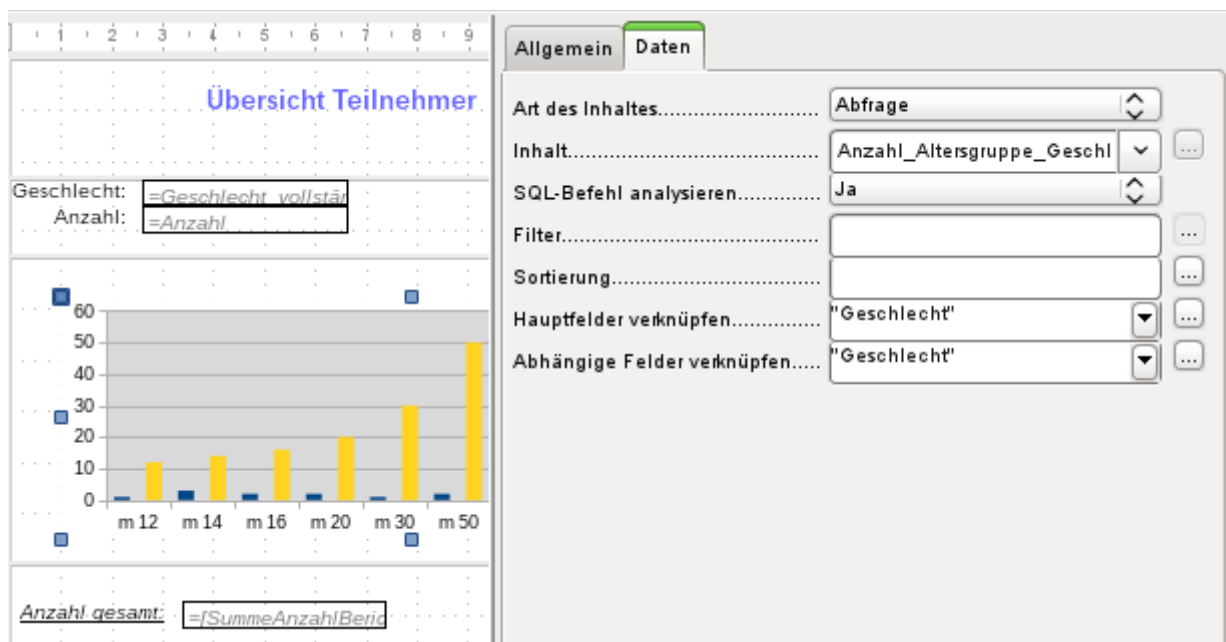 1 2 3 4 5 6 7 8 9
Übersicht Teilnehmer
Geschlecht: =Geschlecht_vollstär
Anzahl: =Anzahl
60
50
40
30
20
10
0
m 12 m 14 m 16 m 20 m 30 m 50
Anzahl gesamt: =[SummeAnzahlBeric
Allgemein Daten
Art des Inhaltes.......................... Abfrage
Inhalt......................................... Anzahl_Altersgruppe_Geschl ...
SQL-Befehl analysieren............. Ja
Filter.......................................... ...
Sortierung.................................. ...
Hauptfelder verknüpfen.............. "Geschlecht" ...
Abhängige Felder verknüpfen..... "Geschlecht" ...